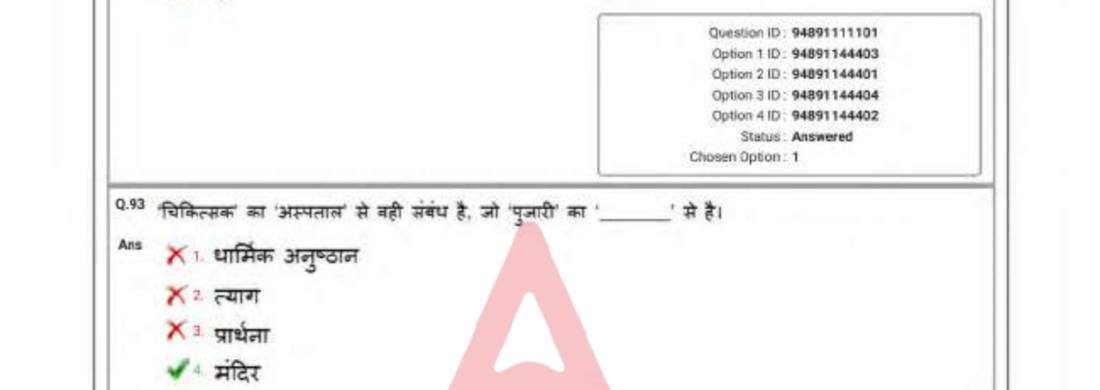 Question ID : 94891111101
Option 1 ID : 94891144403
Option 2 ID : 94891144401
Option 3 ID : 94891144404
Option 4 ID : 94891144402
Status : Answered
Chosen Option : 1
Q.93 'चिकित्सक' का 'अस्पताल' से वही संबंध है, जो 'पुजारी' का '________' से है।
Ans 1. धार्मिक अनुष्ठान
2. त्याग
3. प्रार्थना
4. मंदिर